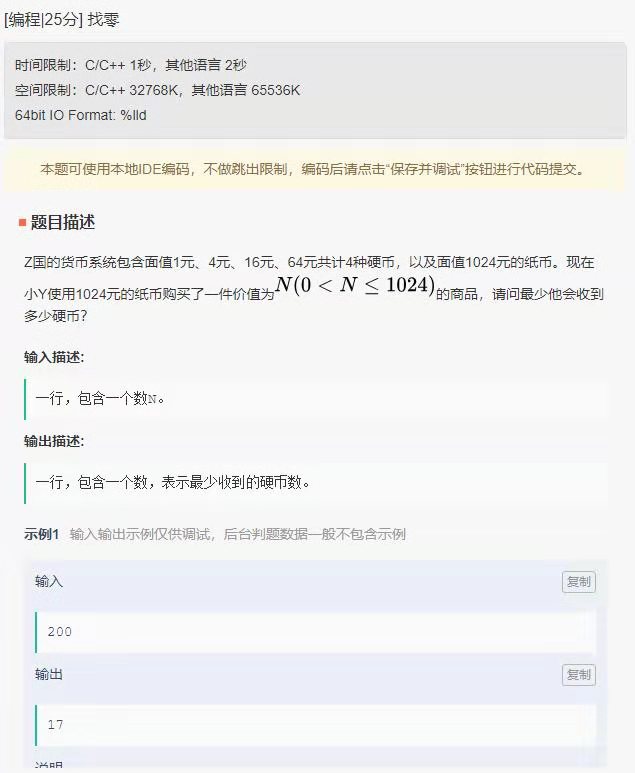 [编程|25分] 找零
时间限制：C/C++ 1秒，其他语言 2秒
空间限制：C/C++ 32768K，其他语言 65536K
64bit IO Format: %lld
本题可使用本地IDE编码，不做跳出限制，编码后请点击“保存并调试”按钮进行代码提交。
题目描述
Z国的货币系统包含面值1元、4元、16元、64元共计4种硬币，以及面值1024元的纸币。现在
小Y使用1024元的纸币购买了一件价值为N(0 < N ≤ 1024)的商品，请问最少他会收到
多少硬币？
输入描述:
一行，包含一个数N。
输出描述:
一行，包含一个数，表示最少收到的硬币数。
示例1 输入输出示例仅供调试，后台判题数据一般不包含示例
输入 复制
200
输出 复制
17
说明